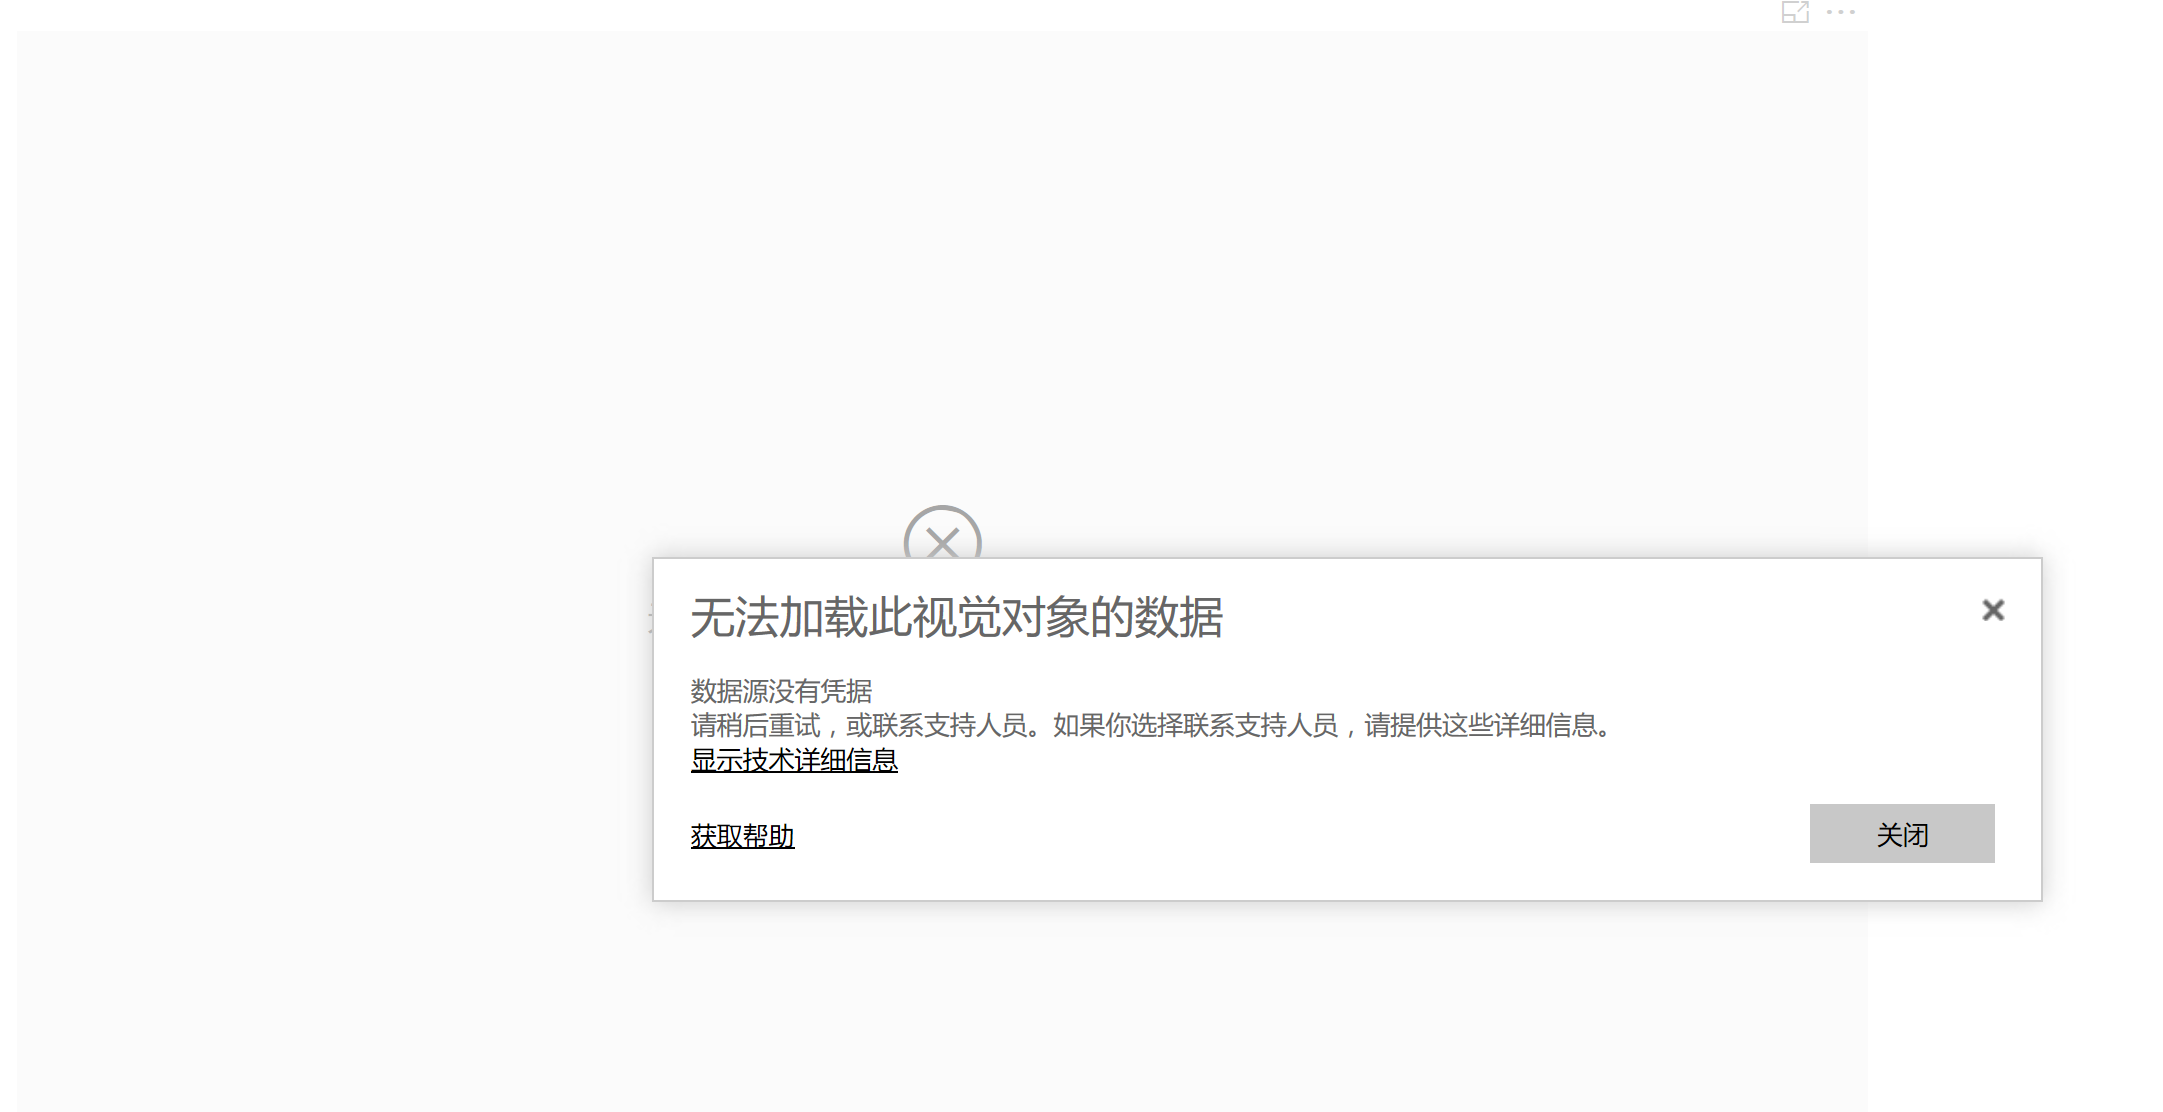 无法加载此视觉对象的数据
数据源没有凭据
请稍后重试，或联系支持人员。如果你选择联系支持人员，请提供这些详细信息。
显示技术详细信息
获取帮助
关闭